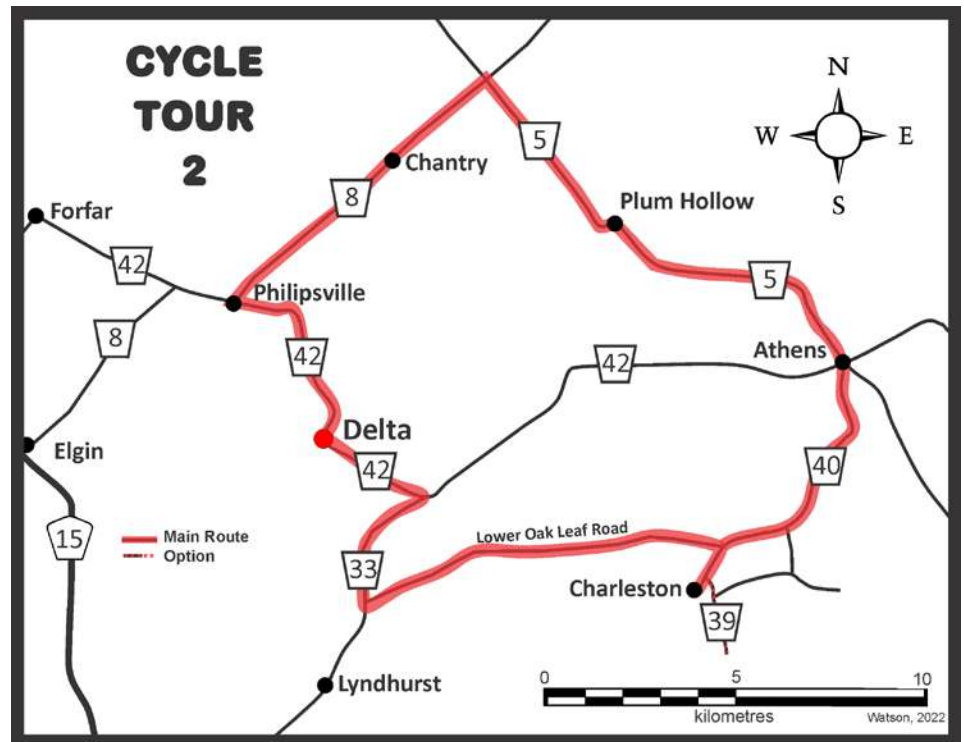 CYCLE
TOUR
2
N
W
E
S
5
Chantry
8
Plum Hollow
Forfar
42
5
Philipsville
8
42
42
Athens
Delta
Elgin
42
40
15
Main Route
Option
Lower Oak Leaf Road
33
Charleston
39
Lyndhurst
0
5
10
kilometres
Watson, 2022